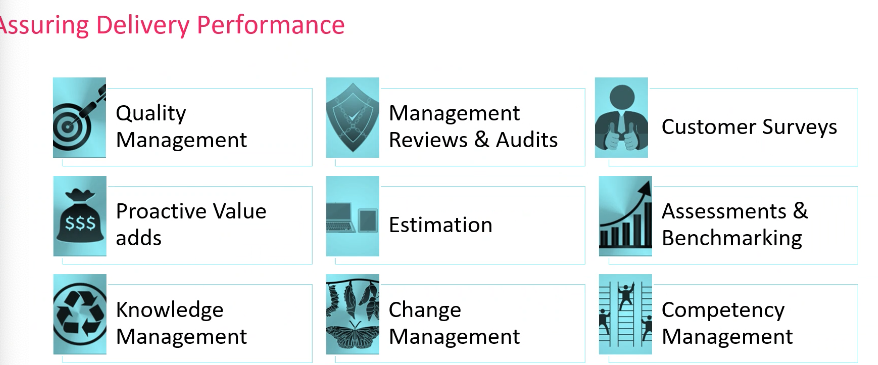 Assuring Delivery Performance
Quality
Management
Management
Reviews & Audits
Customer Surveys
$$$
Proactive Value
adds
Estimation
Assessments &
Benchmarking
Knowledge
Management
Change
Management
Competency
Management